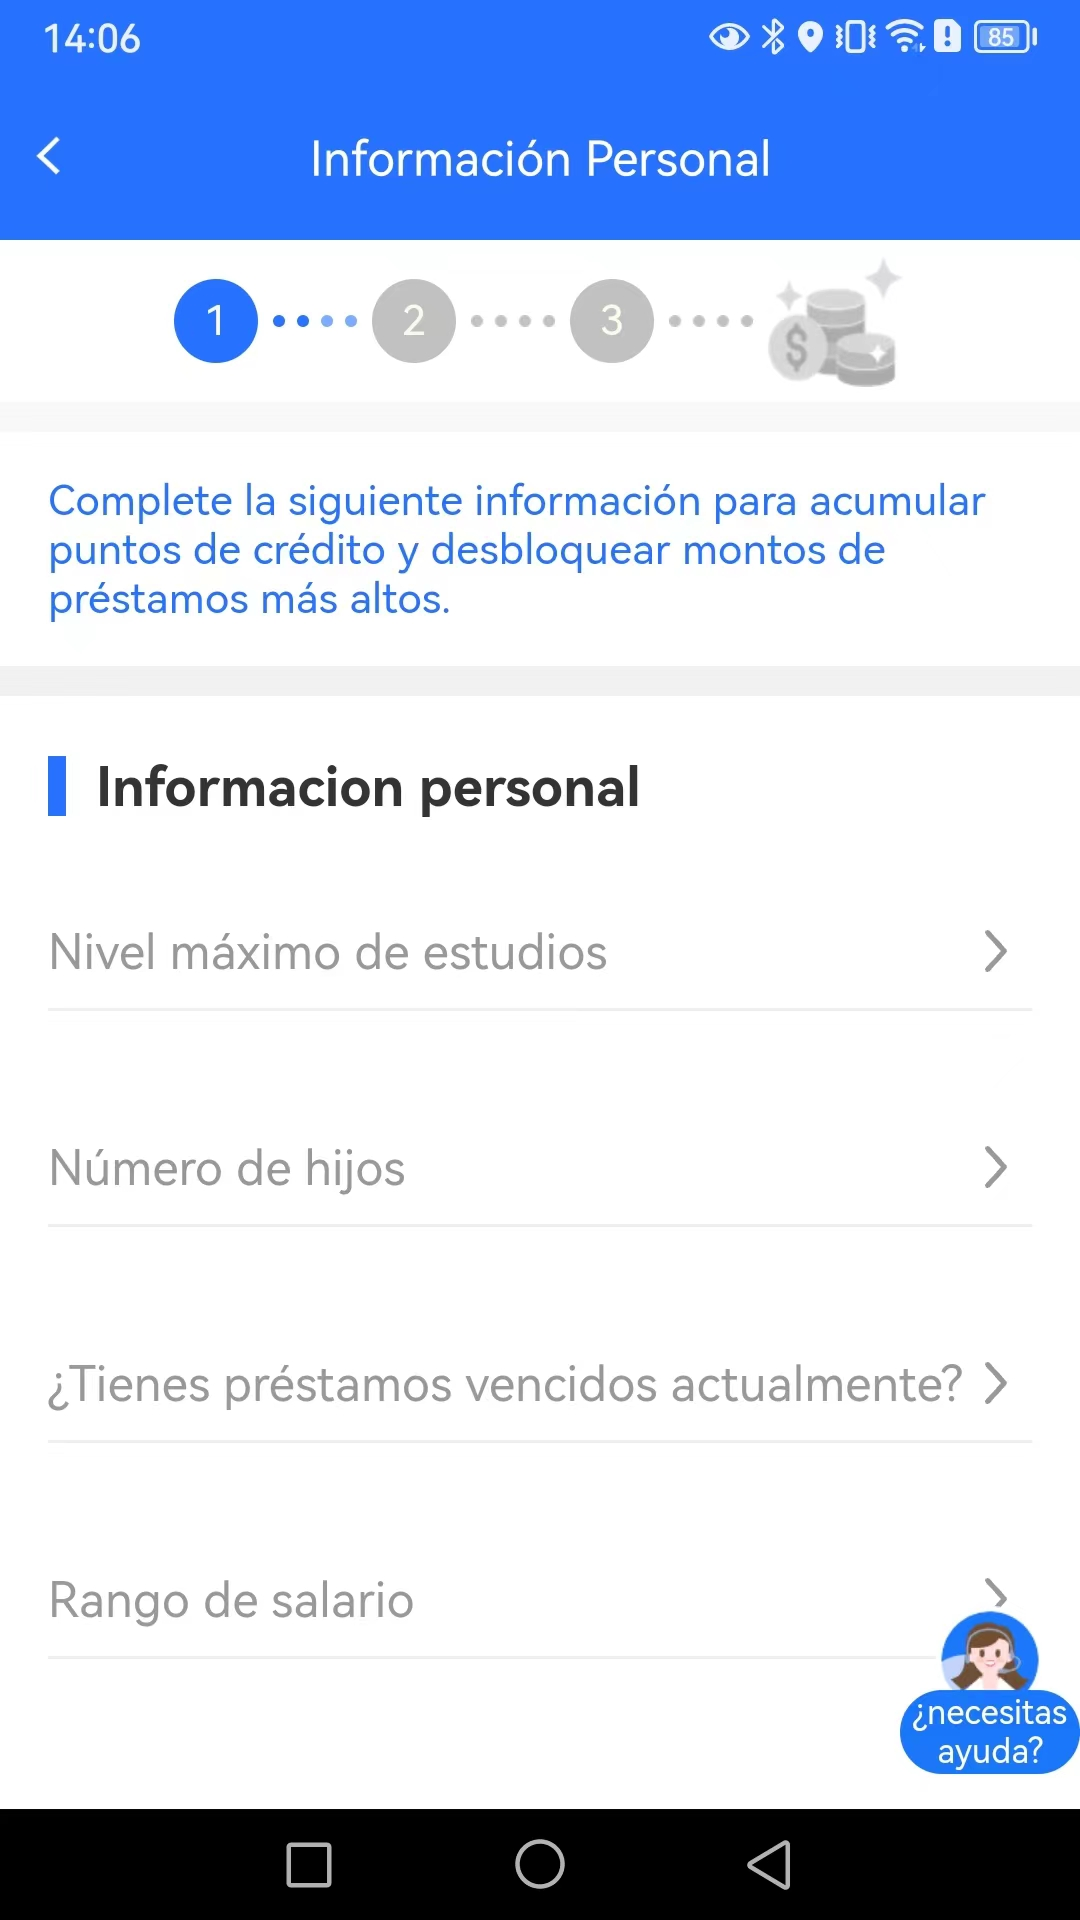 14:06
85
Información Personal
1
2
3
$
Complete la siguiente información para acumular
puntos de crédito y desbloquear montos de
préstamos más altos.
Informacion personal
Nivel máximo de estudios
Número de hijos
¿Tienes préstamos vencidos actualmente?
Rango de salario
¿necesitas
ayuda?